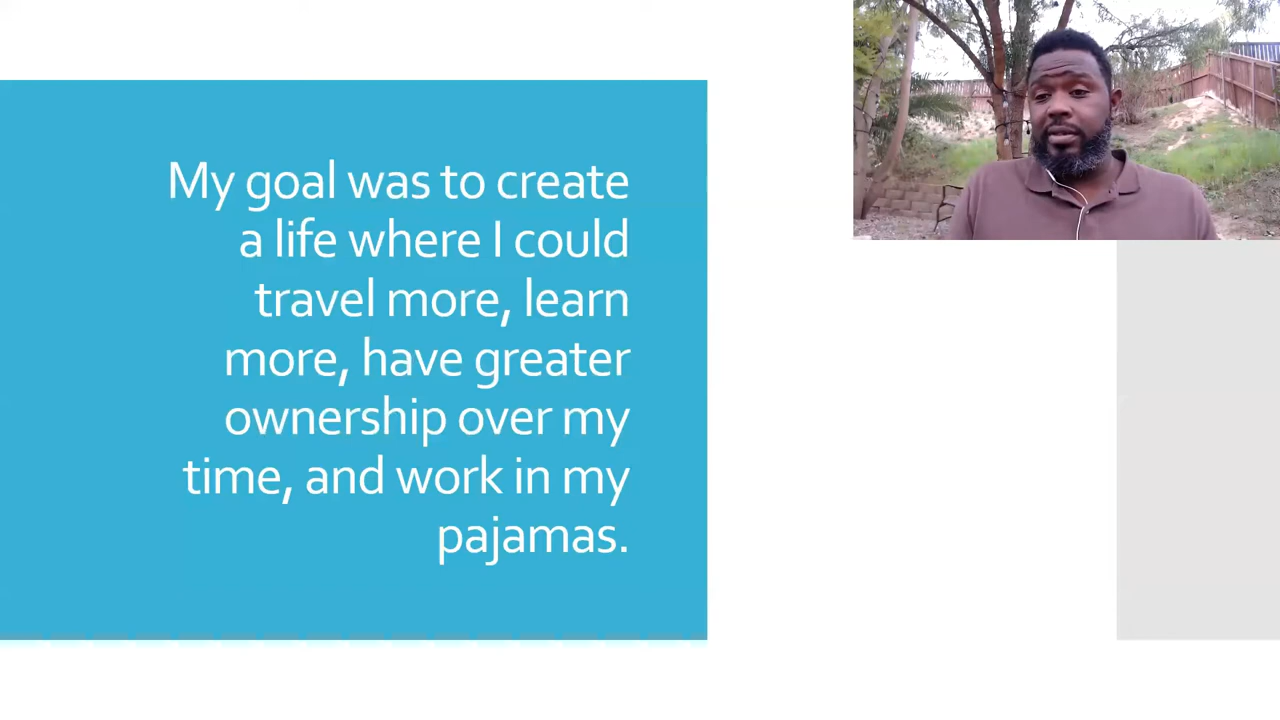 My goal was to create
a life where I could
travel more, learn
more, have greater
ownership over my
time, and work in my
pajamas.